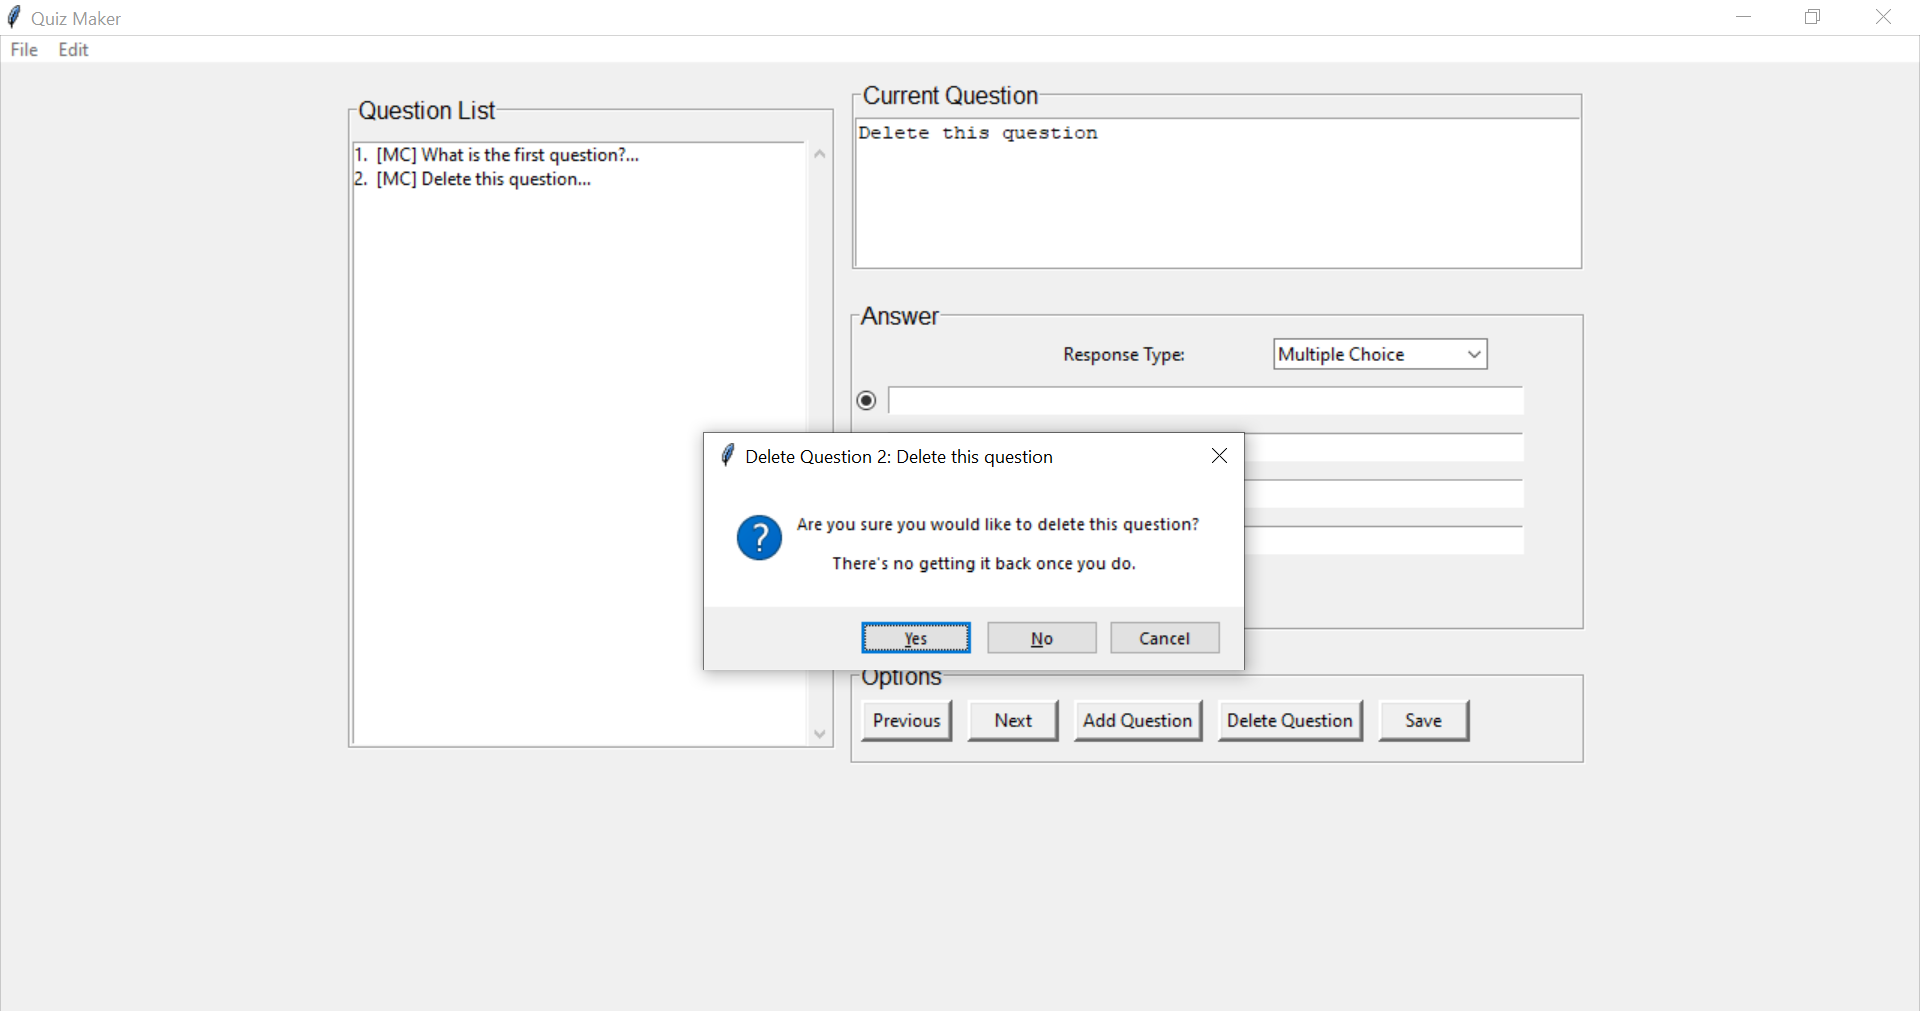 Quiz Maker
File Edit
Question List
1. [MC] What is the first question?...
2. [MC] Delete this question...
Current Question
Delete this question
Answer
Response Type: Multiple Choice
Delete Question 2: Delete this question
?
Are you sure you would like to delete this question?
There's no getting it back once you do.
Yes No Cancel
Options
Previous Next Add Question Delete Question Save